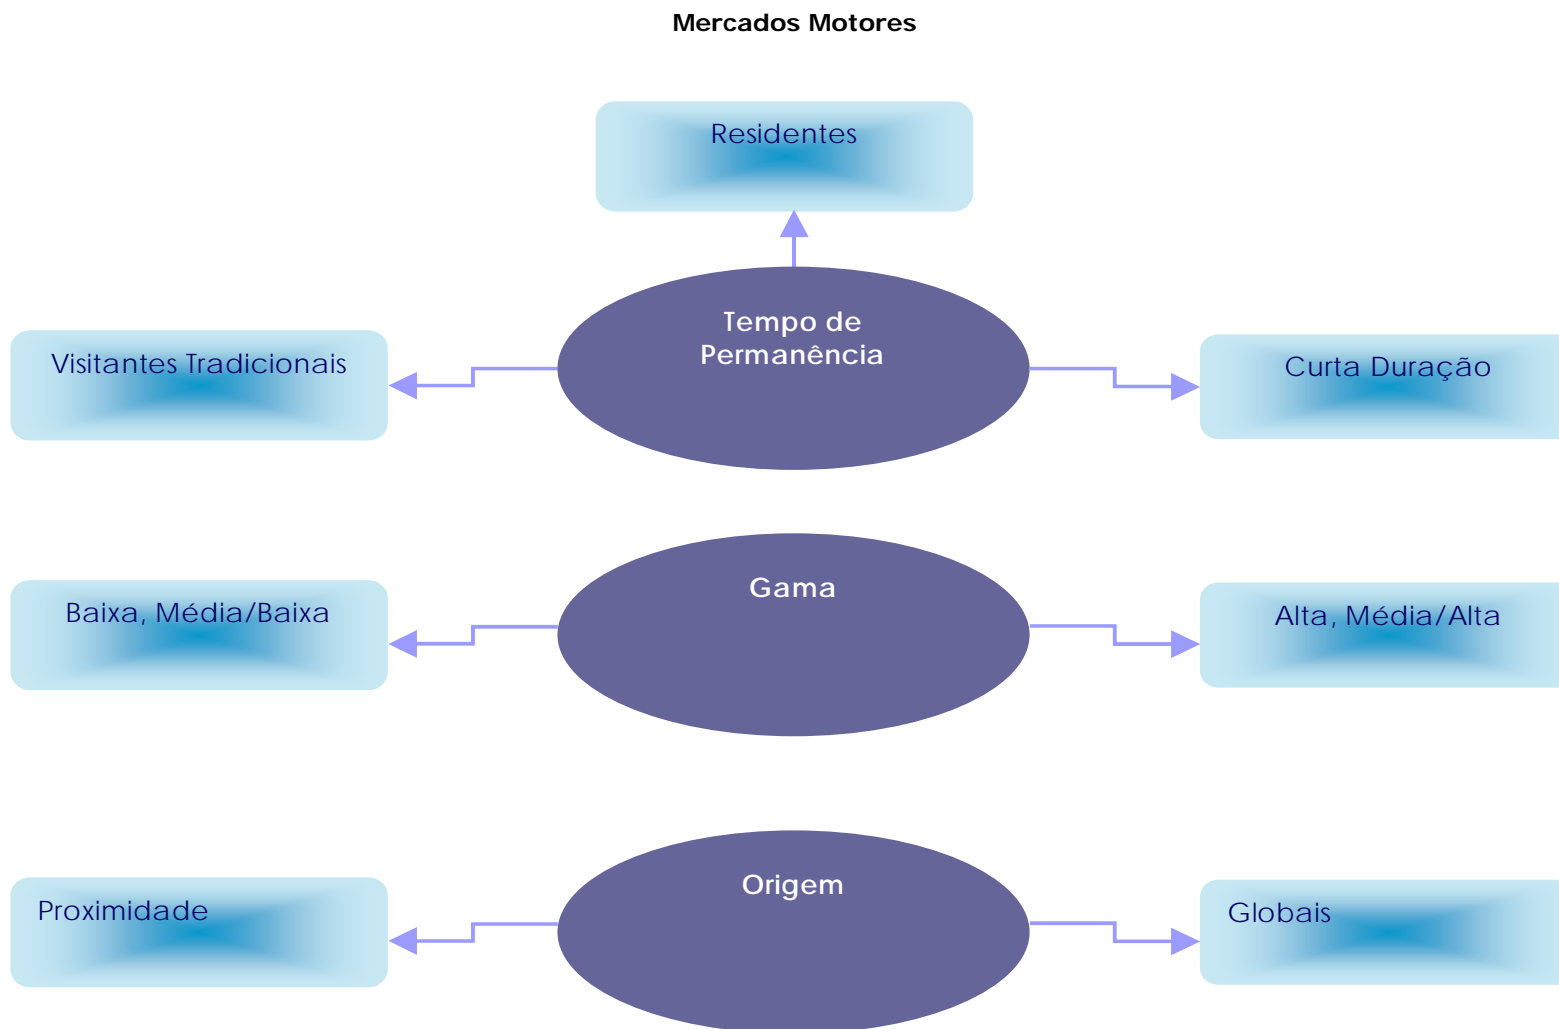 Mercados Motores
Residentes
Tempo de
Permanência
Visitantes Tradicionais
Curta Duração
Gama
Baixa, Média/Baixa
Alta, Média/Alta
Origem
Proximidade
Globais